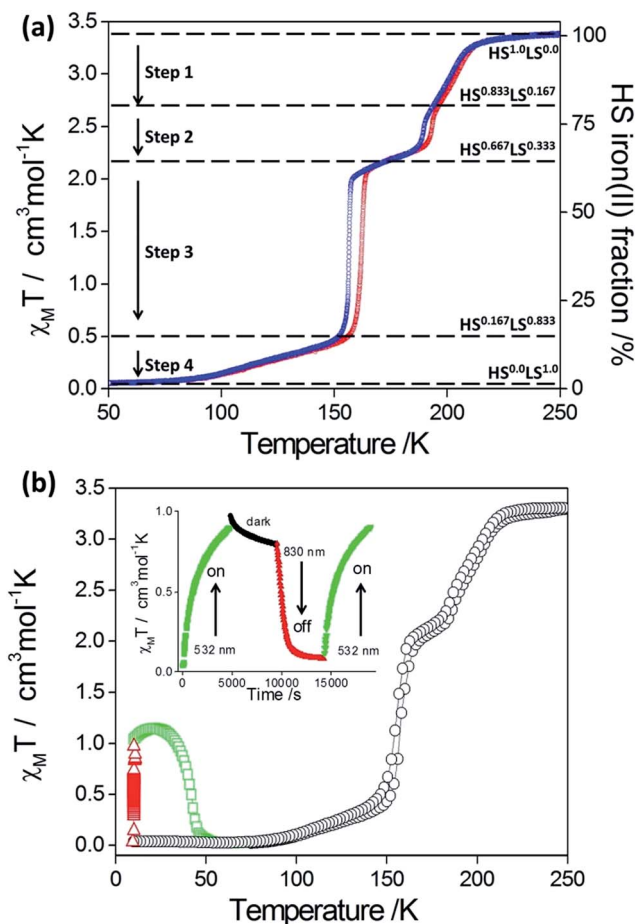 (a)
3.5
3.0
2.5
2.0
1.5
1.0
0.5
0.0
χMT / cm³mol⁻¹K
Step 1
Step 2
Step 3
Step 4
HS¹·⁰LS⁰·⁰
HS⁰·⁸³³LS⁰·¹⁶⁷
HS⁰·⁶⁶⁷LS⁰·³³³
HS⁰·¹⁶⁷LS⁰·⁸³³
HS⁰·⁰LS¹·⁰
100
75
50
25
0
HS iron(II) fraction /%
50 100 150 200 250
Temperature /K
(b)
3.5
3.0
2.5
2.0
1.5
1.0
0.5
0.0
χMT / cm³mol⁻¹K
1.0
0.5
0.0
χMT / cm³mol⁻¹K
dark
830 nm
on
on
off
532 nm
532 nm
0 5000 10000 15000
Time /s
0 50 100 150 200 250
Temperature /K